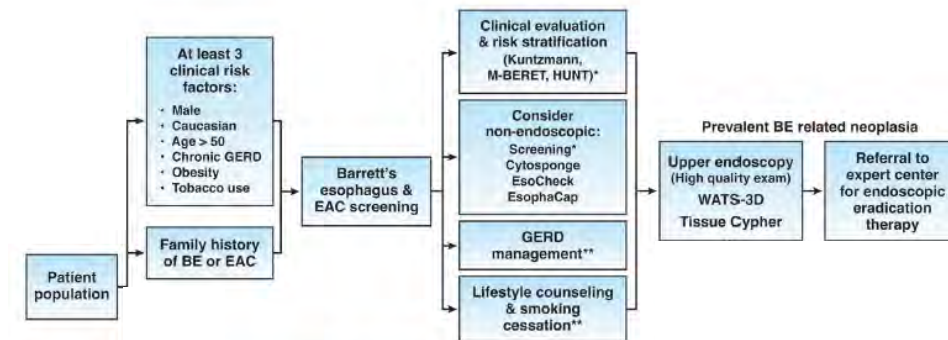 Patient
population
At least 3
clinical risk
factors:
• Male
• Caucasian
• Age > 50
• Chronic GERD
• Obesity
• Tobacco use
Family history
of BE or EAC
Barrett's
esophagus &
EAC screening
Clinical evaluation
& risk stratification
(Kuntzmann,
M-BERET, HUNT)*
Consider
non-endoscopic:
Screening*
Cytosponge
EsoCheck
EsophaCap
GERD
management**
Lifestyle counseling
& smoking
cessation**
Prevalent BE related neoplasia
Upper endoscopy
(High quality exam)
WATS-3D
Tissue Cypher
Referral to
expert center
for endoscopic
eradication
therapy